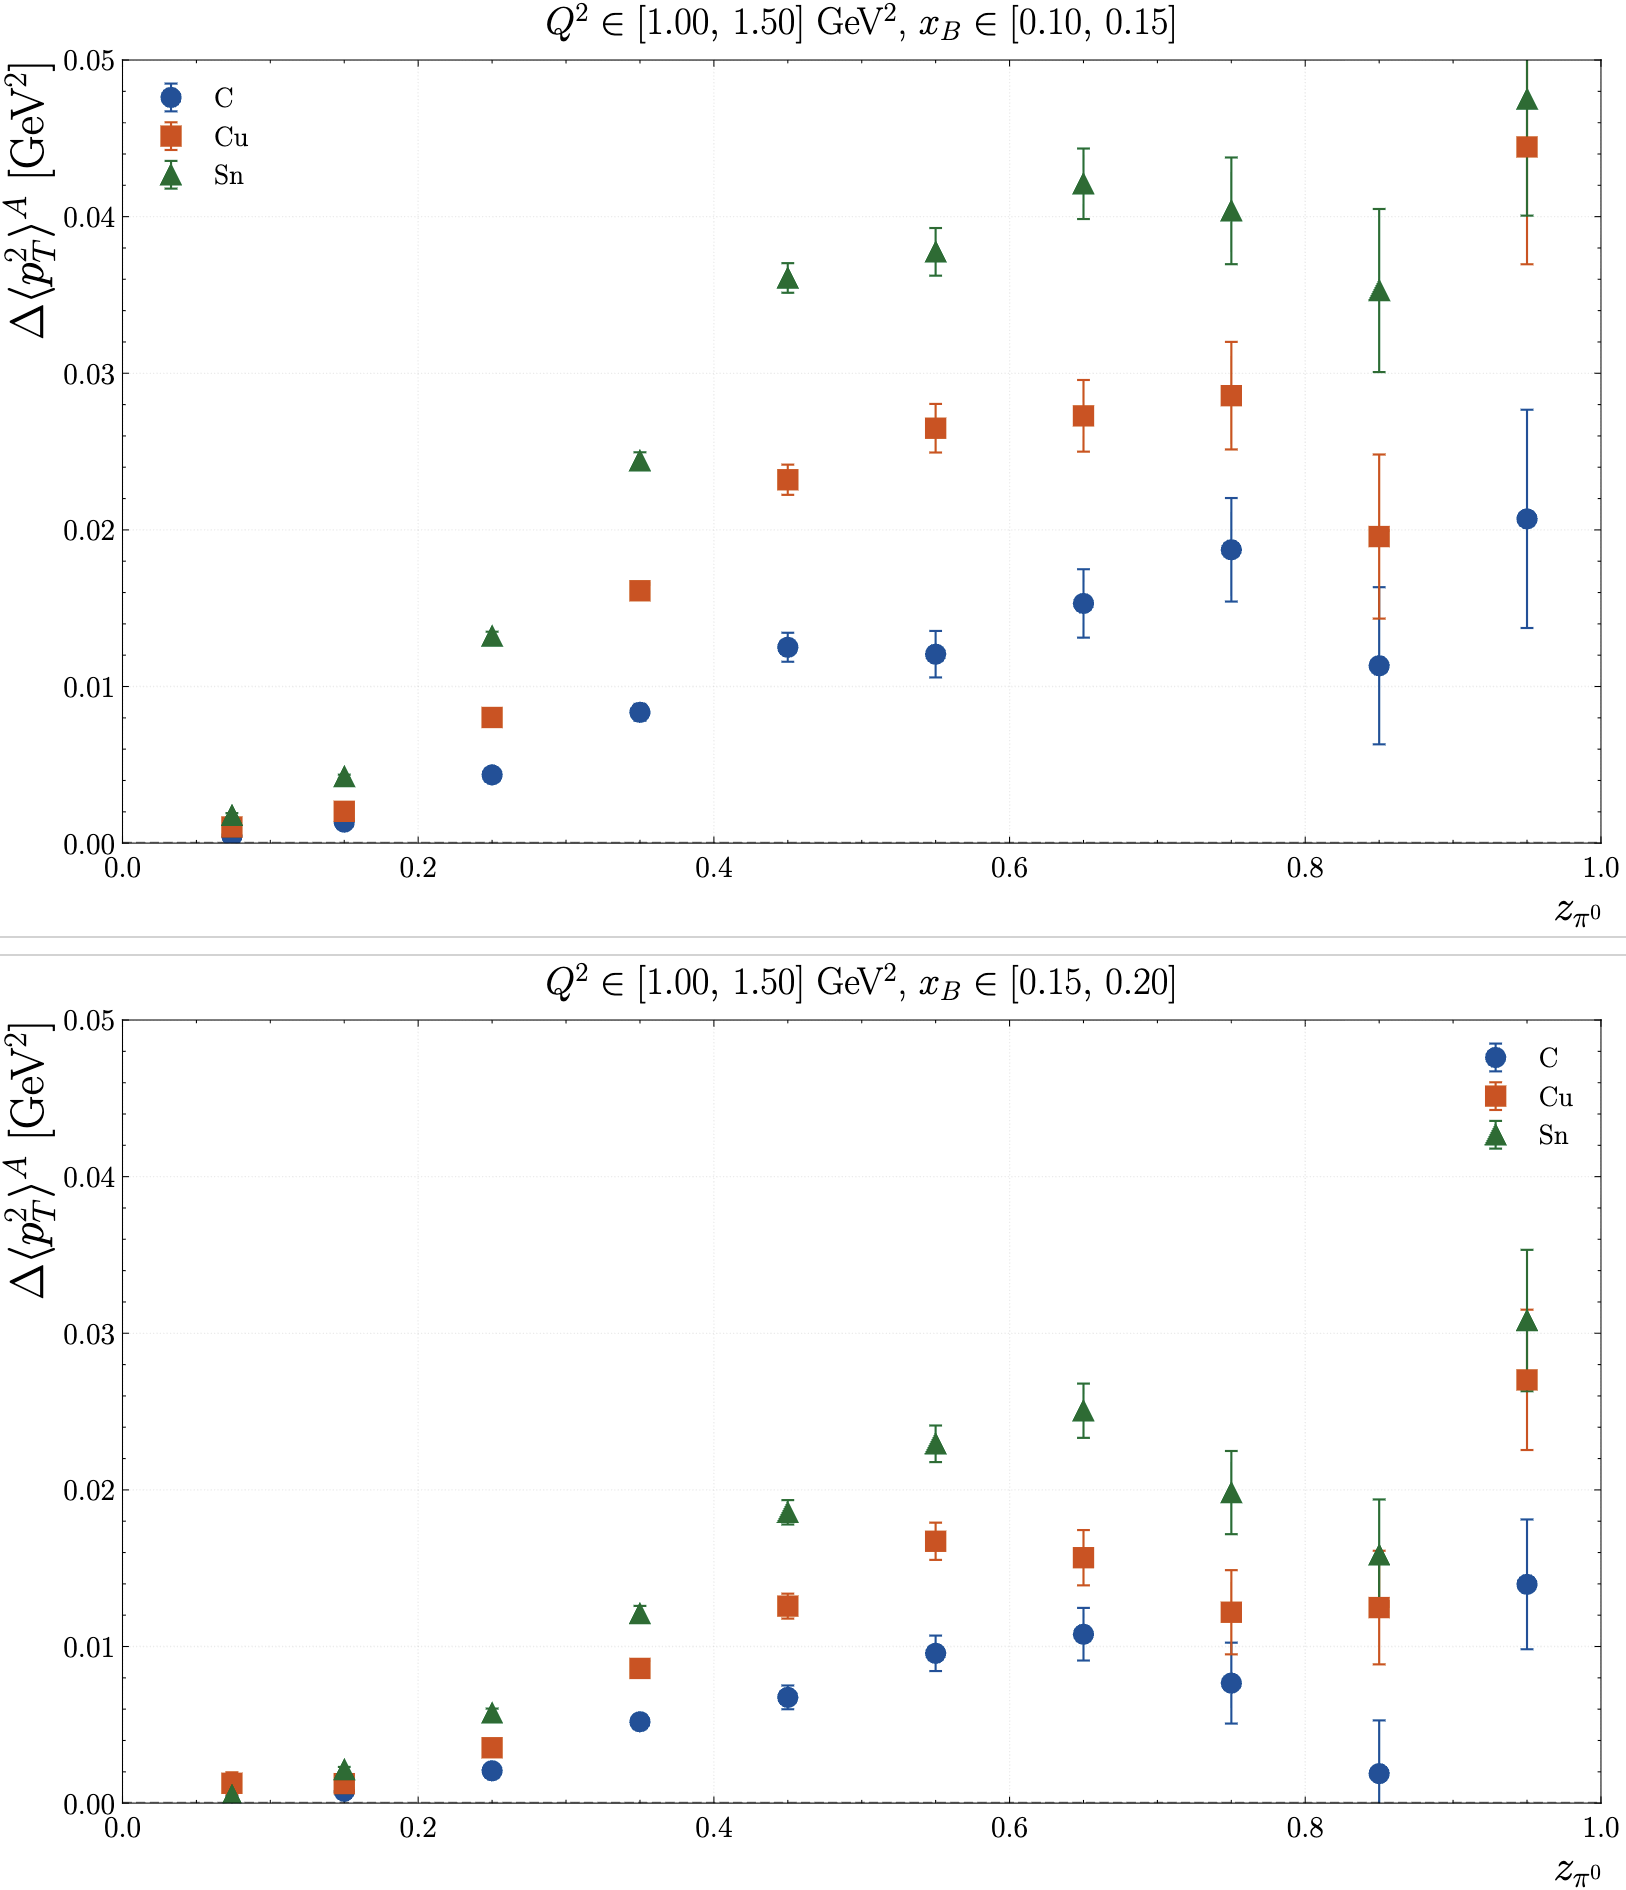 Q² ∈ [1.00, 1.50] GeV², x_B ∈ [0.10, 0.15]
Δ⟨p_T²⟩^A [GeV²]
0.05
0.04
0.03
0.02
0.01
0.00
C
Cu
Sn
0.0 0.2 0.4 0.6 0.8 1.0
z_π⁰
Q² ∈ [1.00, 1.50] GeV², x_B ∈ [0.15, 0.20]
Δ⟨p_T²⟩^A [GeV²]
0.05
0.04
0.03
0.02
0.01
0.00
C
Cu
Sn
0.0 0.2 0.4 0.6 0.8 1.0
z_π⁰